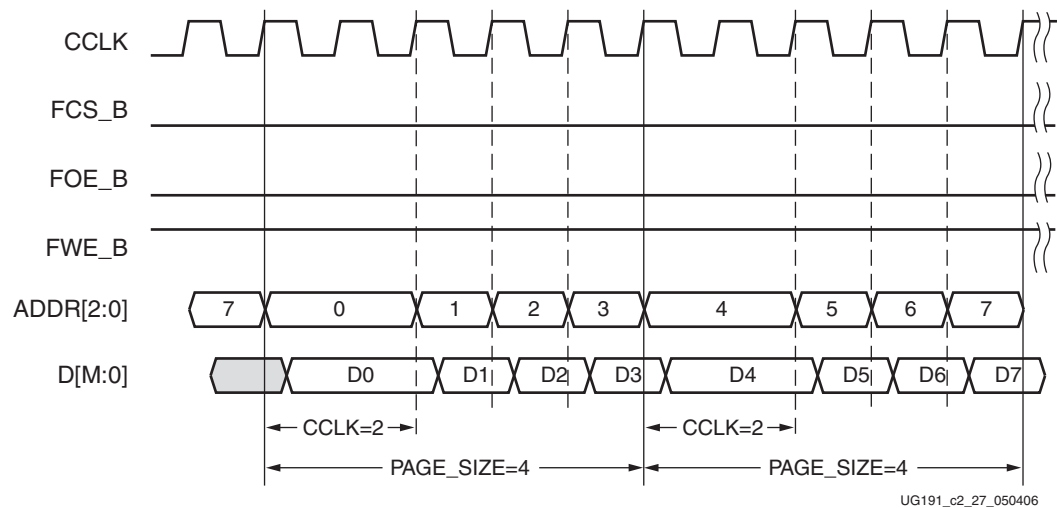 CCLK
FCS_B
FOE_B
FWE_B
ADDR[2:0] 7 0 1 2 3 4 5 6 7
D[M:0] D0 D1 D2 D3 D4 D5 D6 D7
CCLK=2 CCLK=2
PAGE_SIZE=4 PAGE_SIZE=4
UG191_c2_27_050406